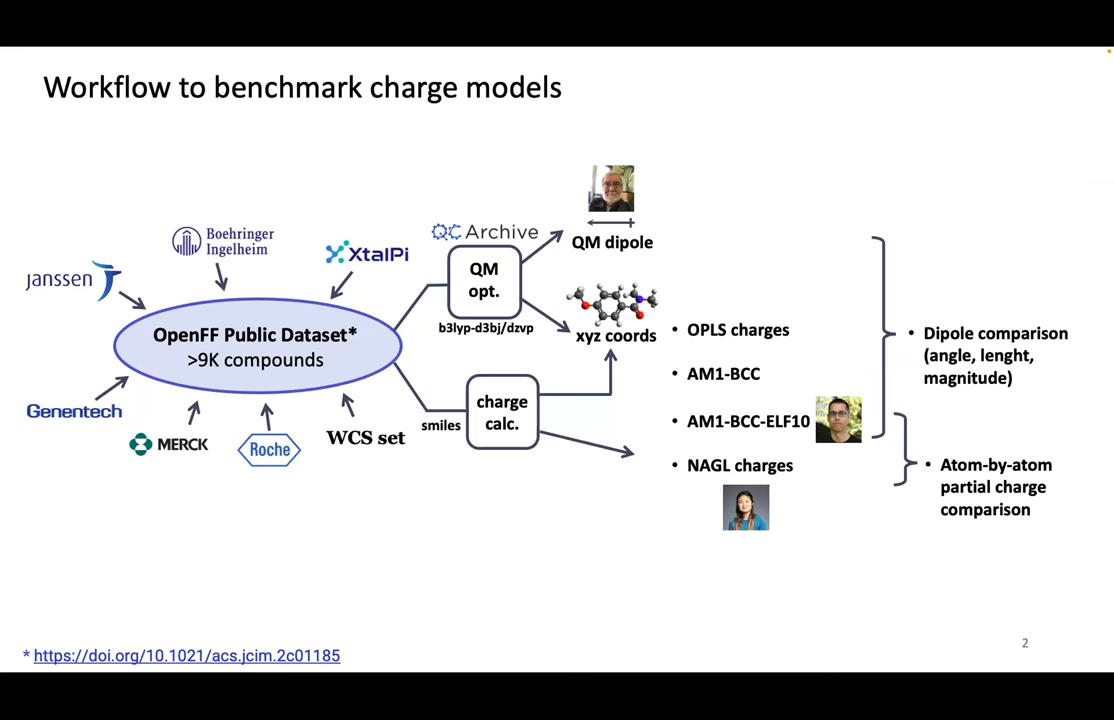 Workflow to benchmark charge models
Boehringer
Ingelheim
XtalPi
Janssen
OpenFF Public Dataset*
>9K compounds
Genentech
MERCK
Roche
WCS set
QC Archive
QM
opt.
b3lyp-d3bj/dzvp
smiles
charge
calc.
QM dipole
xyz coords
• OPLS charges
• AM1-BCC
• AM1-BCC-ELF10
• NAGL charges
• Dipole comparison
(angle, lenght,
magnitude)
• Atom-by-atom
partial charge
comparison
* https://doi.org/10.1021/acs.jcim.2c01185
2